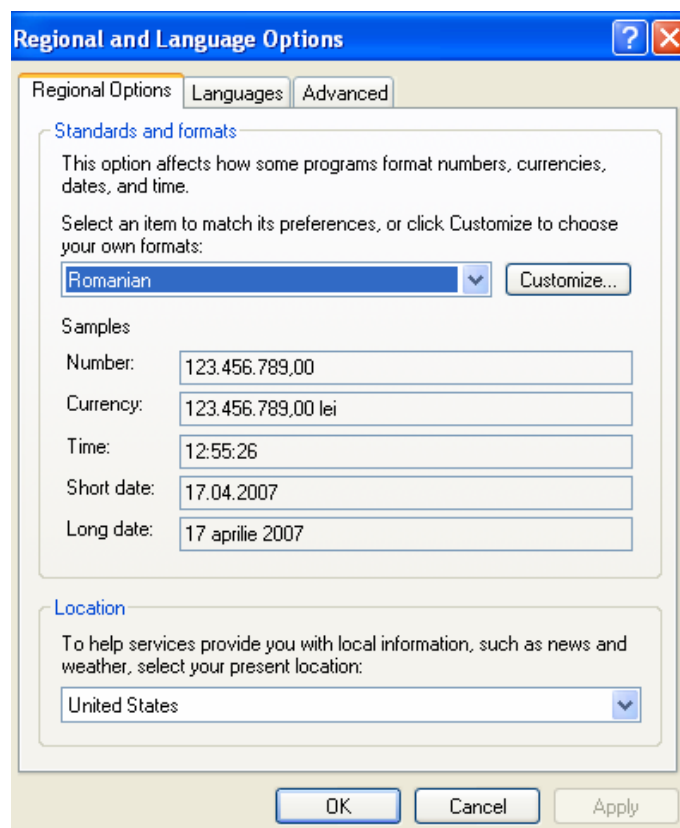 Regional and Language Options
Regional Options
Languages
Advanced
Standards and formats
This option affects how some programs format numbers, currencies,
dates, and time.
Select an item to match its preferences, or click Customize to choose
your own formats:
Romanian
Customize...
Samples
Number:
123.456.789,00
Currency:
123.456.789,00 lei
Time:
12:55:26
Short date:
17.04.2007
Long date:
17 aprilie 2007
Location
To help services provide you with local information, such as news and
weather, select your present location:
United States
OK
Cancel
Apply